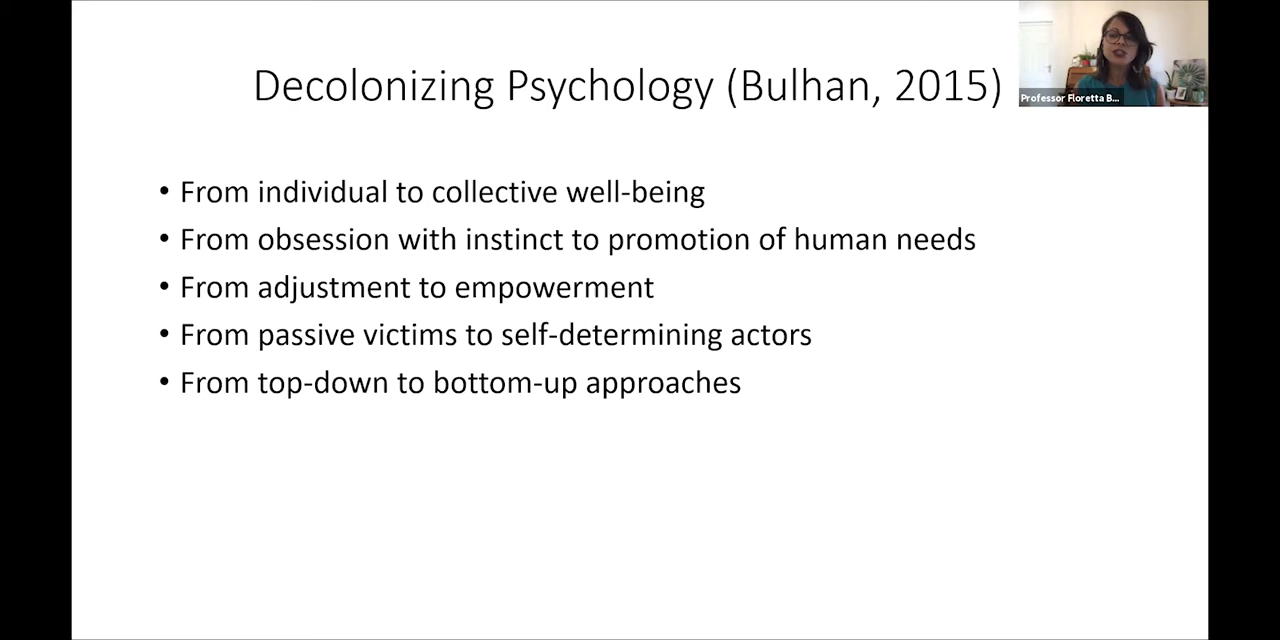 Decolonizing Psychology (Bulhan, 2015)
Professor Floretta B...
• From individual to collective well-being
• From obsession with instinct to promotion of human needs
• From adjustment to empowerment
• From passive victims to self-determining actors
• From top-down to bottom-up approaches